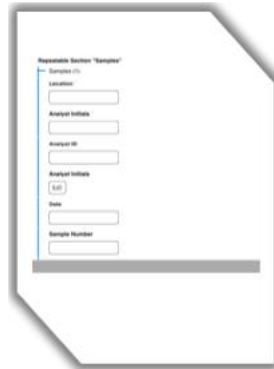 Repeatable Section "Samples"
Samples (1)
Location
Analyst Initials
Analyst ID
Analyst Initials
Edit
Date
Sample Number